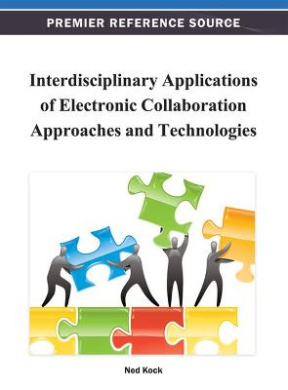 PREMIER REFERENCE SOURCE
Interdisciplinary Applications
of Electronic Collaboration
Approaches and Technologies
Ned Kock